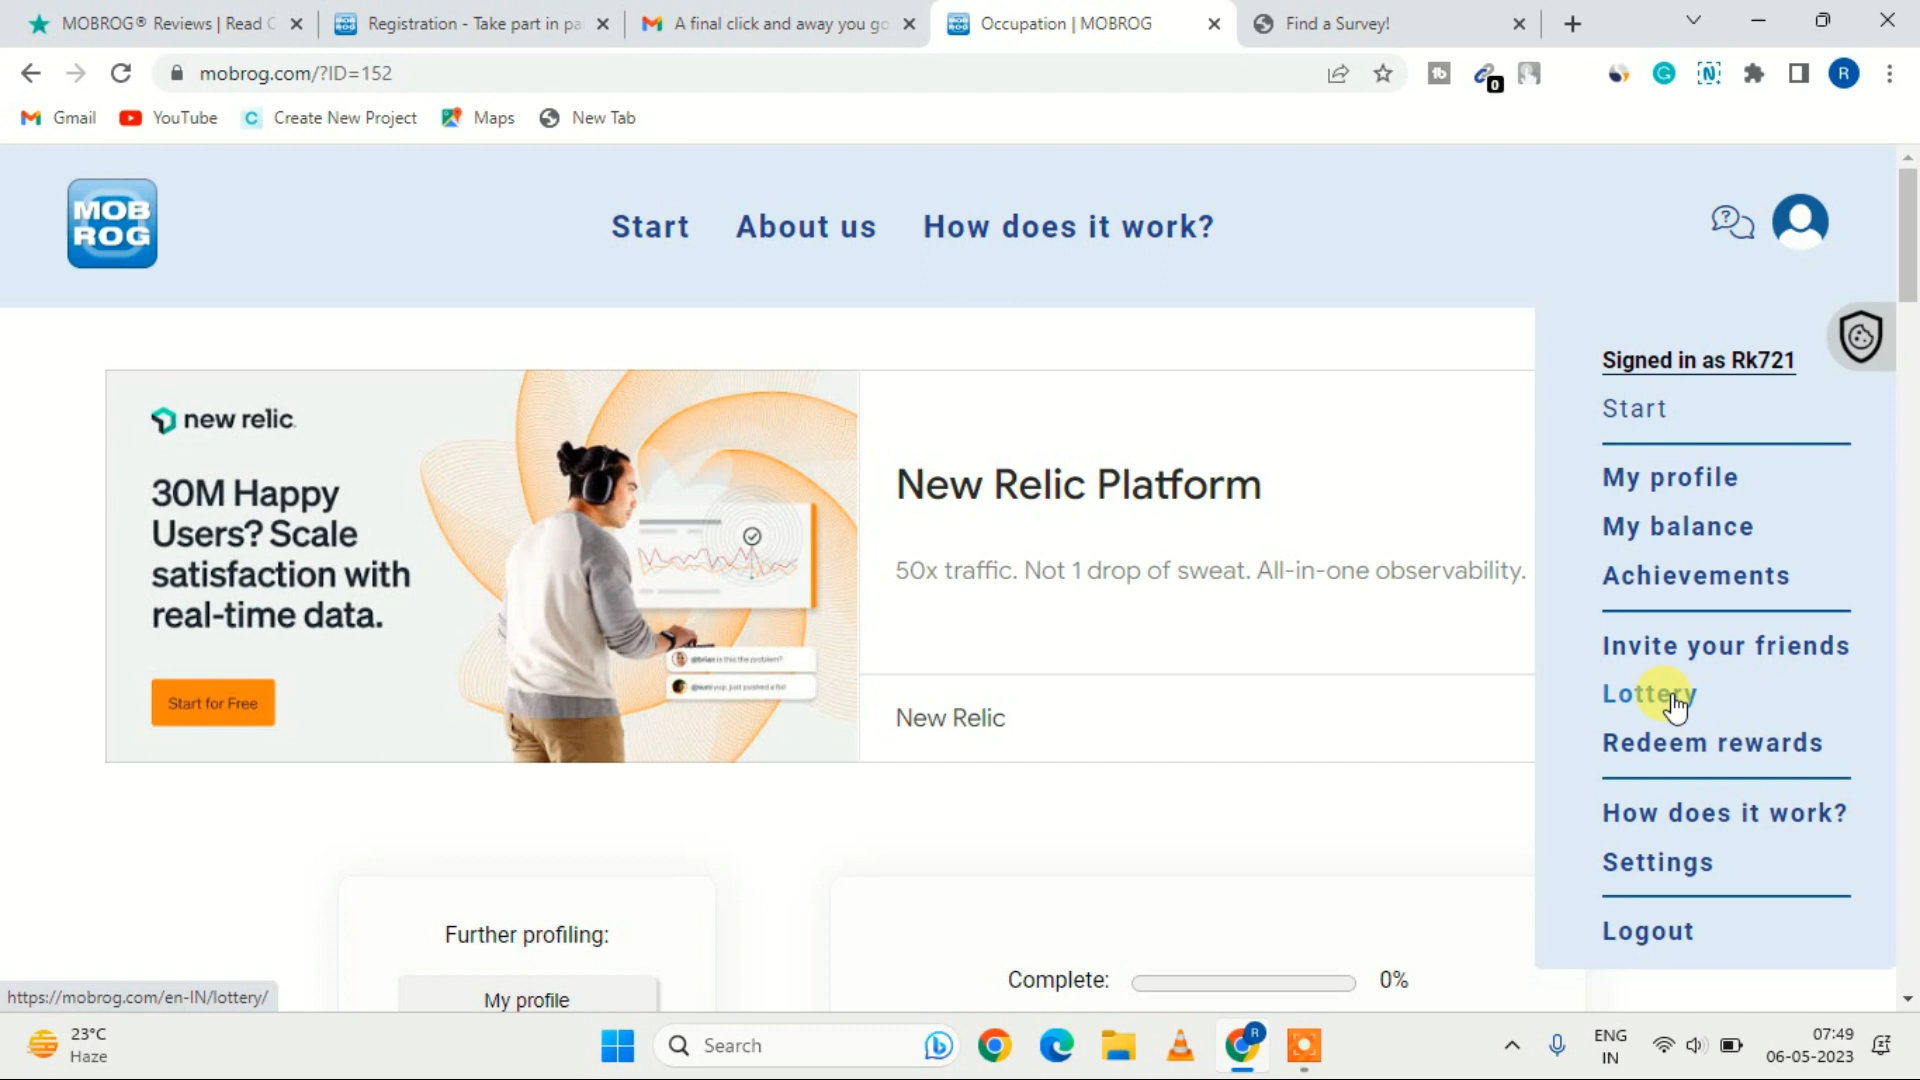 MOBROG® Reviews | Read C
Registration - Take part in pa
A final click and away you go
Occupation | MOBROG
Find a Survey!
mobrog.com/?ID=152
0
R
Gmail
YouTube
Create New Project
Maps
New Tab
MOB
ROG
Start
About us
How does it work?
Signed in as Rk721
Start
My profile
My balance
Achievements
Invite your friends
Lottery
Redeem rewards
How does it work?
Settings
Logout
new relic.
30M Happy
Users? Scale
satisfaction with
real-time data.
Start for Free
New Relic Platform
50x traffic. Not 1 drop of sweat. All-in-one observability.
New Relic
Further profiling:
My profile
Complete:
0%
https://mobrog.com/en-IN/lottery/
23°C
Haze
Search
R
ENG
IN
07:49
06-05-2023